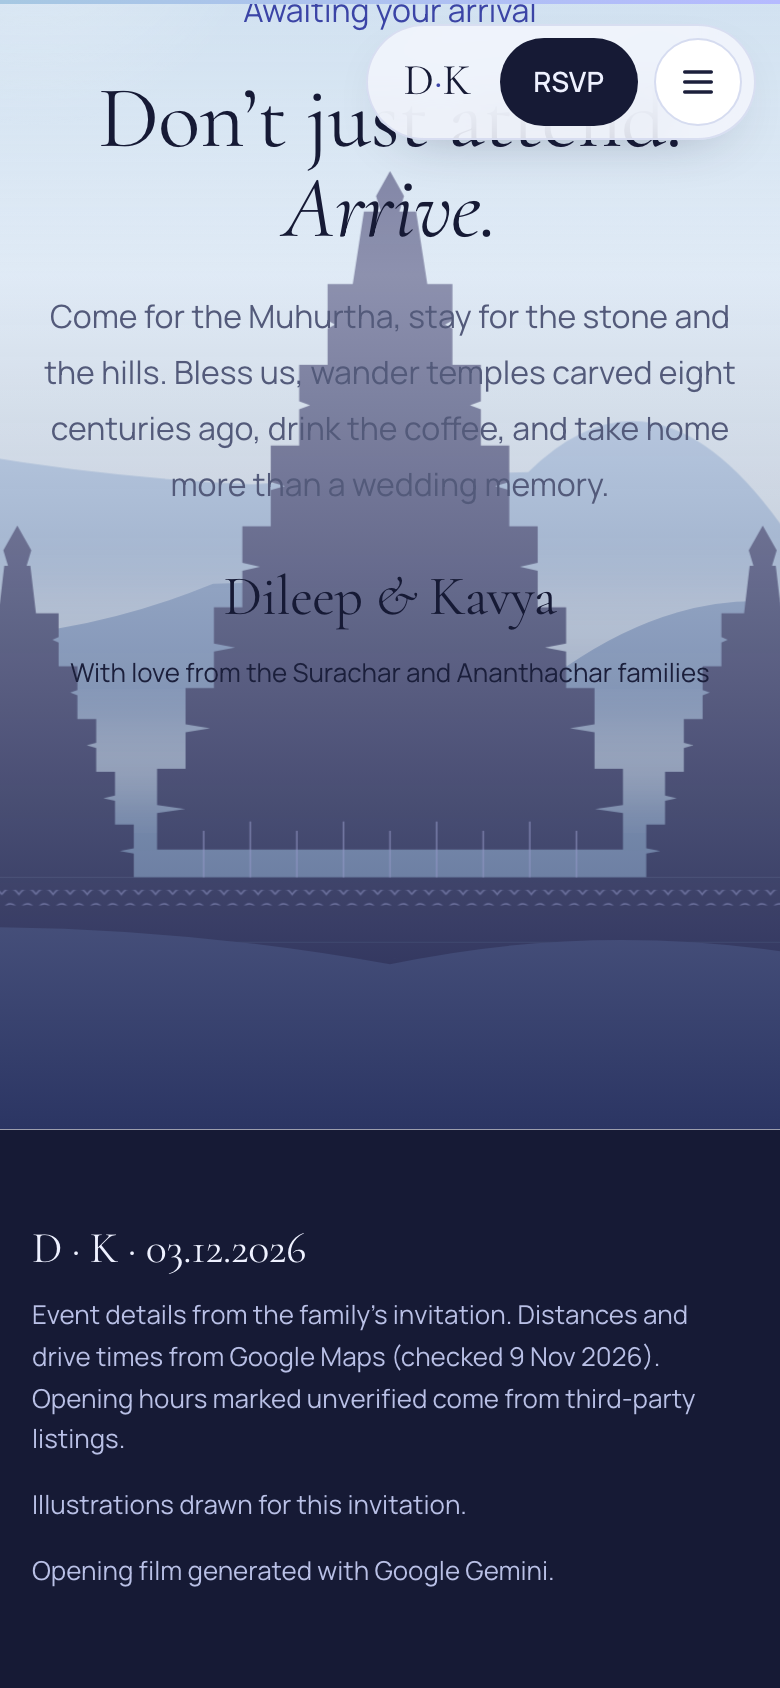 Awaiting your arrival
D·K
RSVP
Don’t just attend.
Arrive.
Come for the Muhurtha, stay for the stone and
the hills. Bless us, wander temples carved eight
centuries ago, drink the coffee, and take home
more than a wedding memory.
Dileep & Kavya
With love from the Surachar and Ananthachar families
D · K · 03.12.2026
Event details from the family’s invitation. Distances and
drive times from Google Maps (checked 9 Nov 2026).
Opening hours marked unverified come from third-party
listings.
Illustrations drawn for this invitation.
Opening film generated with Google Gemini.